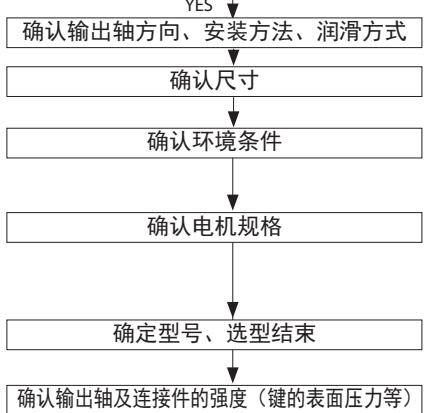 YES
确认输出轴方向、安装方法、润滑方式
确认尺寸
确认环境条件
确认电机规格
确定型号、选型结束
确认输出轴及连接件的强度（键的表面压力等）